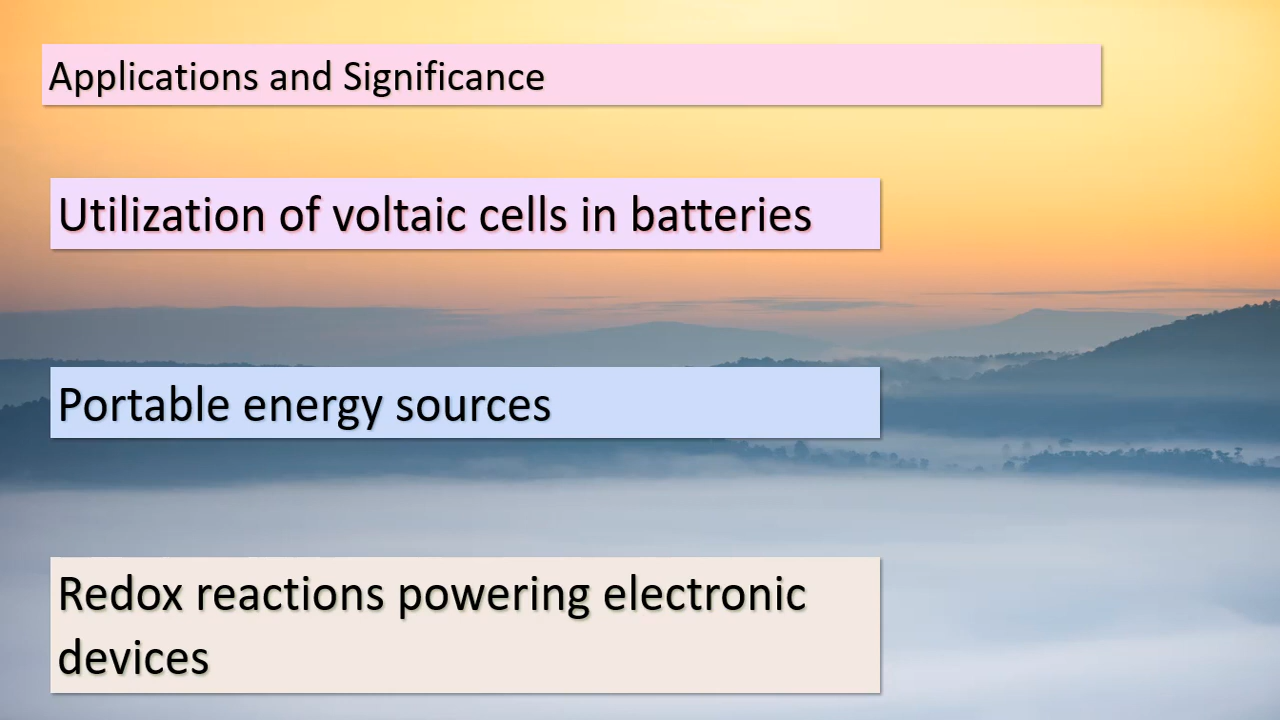 Applications and Significance
Utilization of voltaic cells in batteries
Portable energy sources
Redox reactions powering electronic
devices